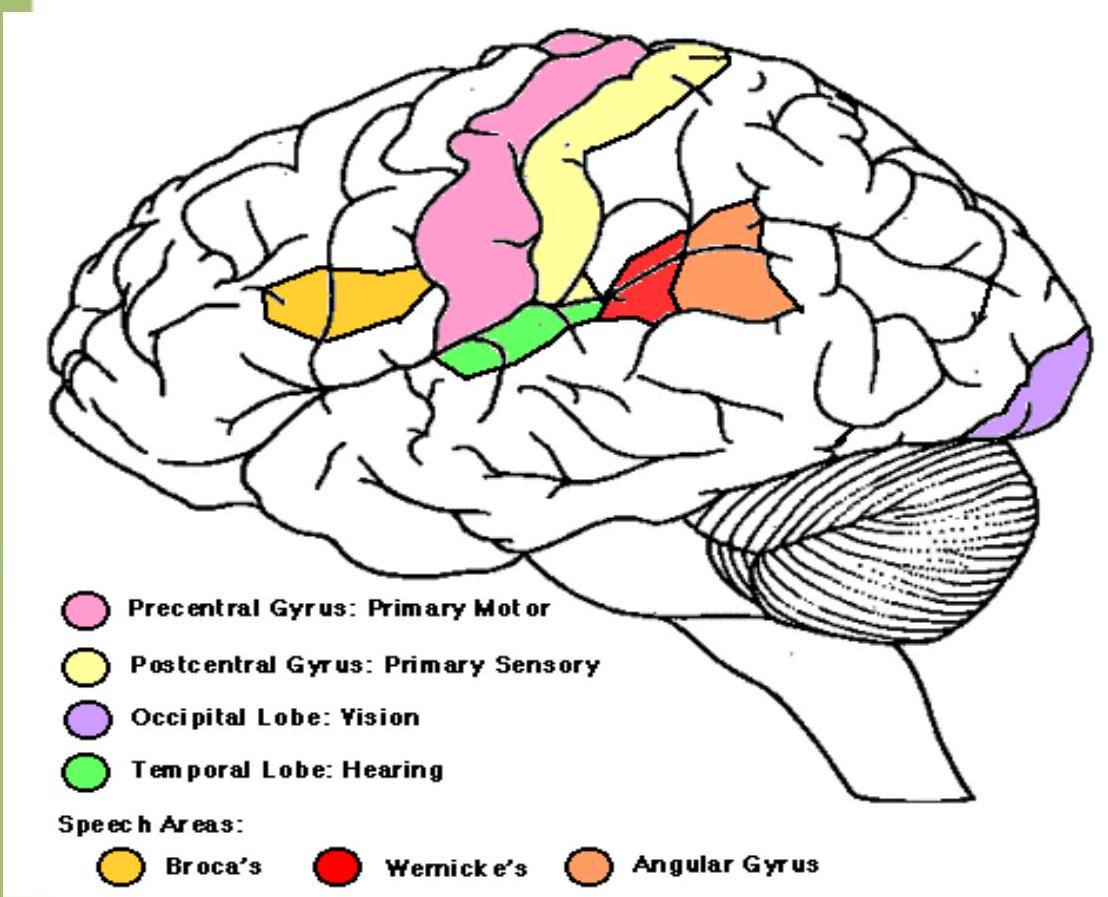 Precentral Gyrus: Primary Motor
Postcentral Gyrus: Primary Sensory
Occipital Lobe: Vision
Temporal Lobe: Hearing
Speech Areas:
Broca's Wernicke's Angular Gyrus